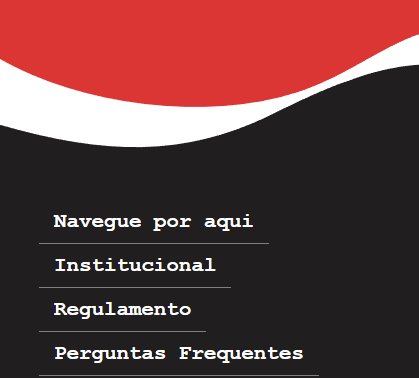 Navegue por aqui
Institucional
Regulamento
Perguntas Frequentes